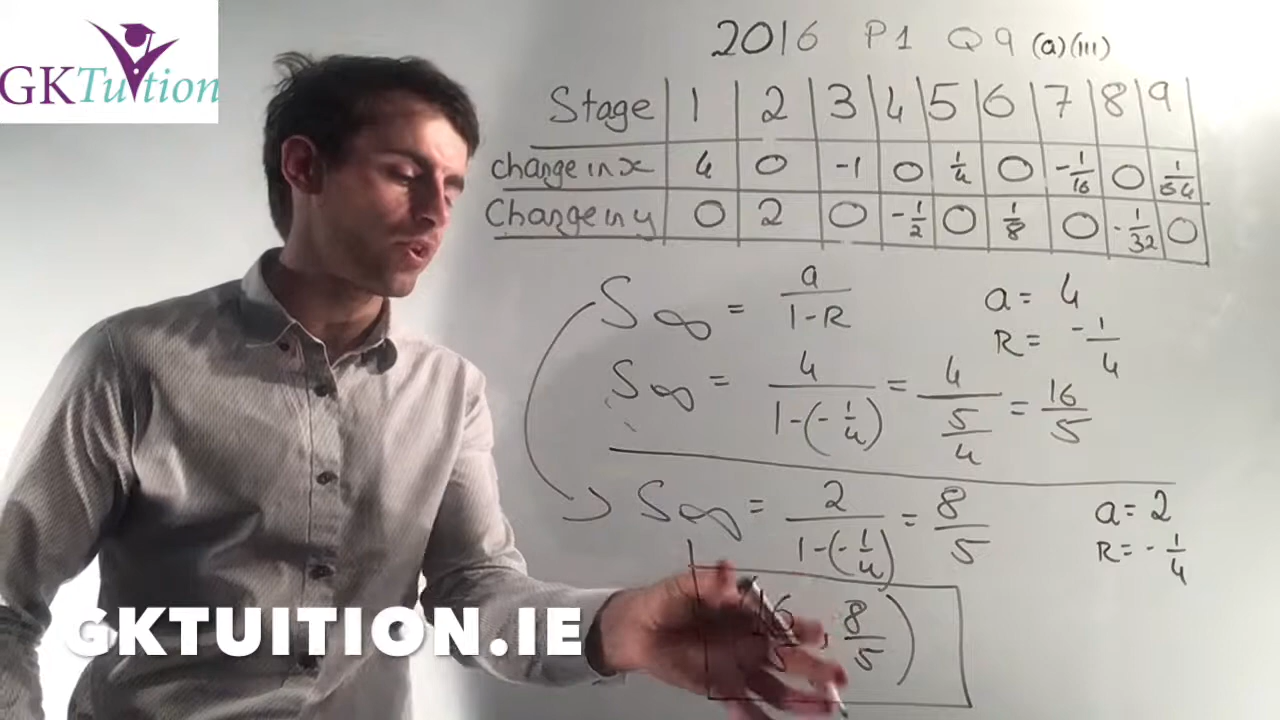 GKTuition
2016 P1 Q9 (a)(iii)
Stage 1 2 3 4 5 6 7 8 9
change in x 4 0 -1 0 1/4 0 -1/16 0 1/64
Change in y 0 2 0 -1/2 0 1/8 0 -1/32 0
S∞ = a/(1-R) a = 4
R = -1/4
S∞ = 4/(1-(-1/4)) = 4/(5/4) = 16/5
S∞ = 2/(1-(-1/4)) = 8/5 a = 2
R = -1/4
16 , 8/5)
GKTUITION.IE